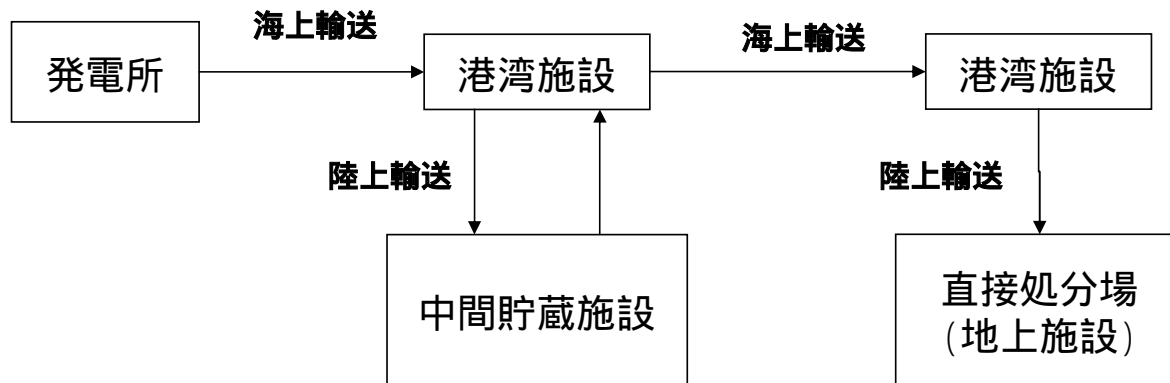 海上輸送
海上輸送
発電所
港湾施設
港湾施設
陸上輸送
陸上輸送
中間貯蔵施設
直接処分場
(地上施設)